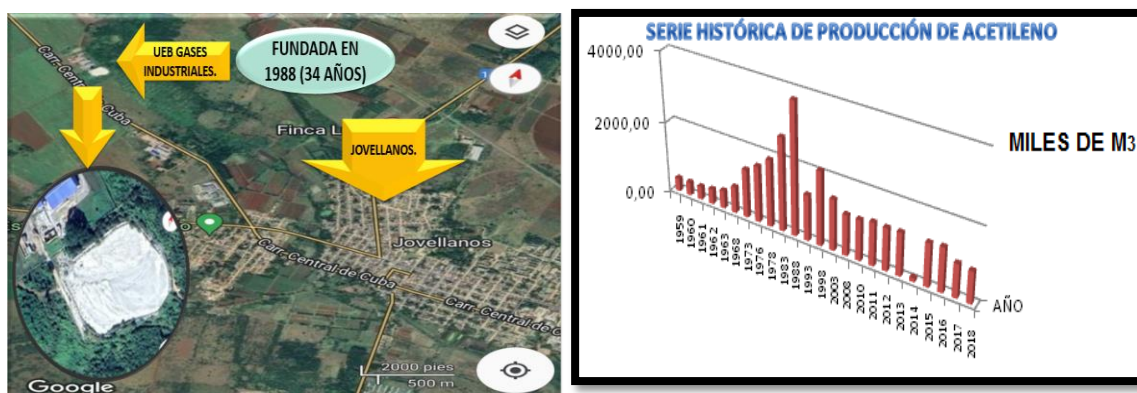 UEB GASES
INDUSTRIALES.
FUNDADA EN
1988 (34 AÑOS)
Carr-Central de Cuba
1
Finca L
JOVELLANOS.
Jovellanos
Carr-Central de Cuba
Carr-Central de C
2000 pies
500 m
Google
SERIE HISTÓRICA DE PRODUCCIÓN DE ACETILENO
4000,00
2000,00
0,00
MILES DE M3
1959
1960
1961
1962
1963
1968
1973
1976
1978
1983
1988
1993
1998
2003
2008
2010
2011
2012
2013
2014
2015
2016
2017
2018
AÑO